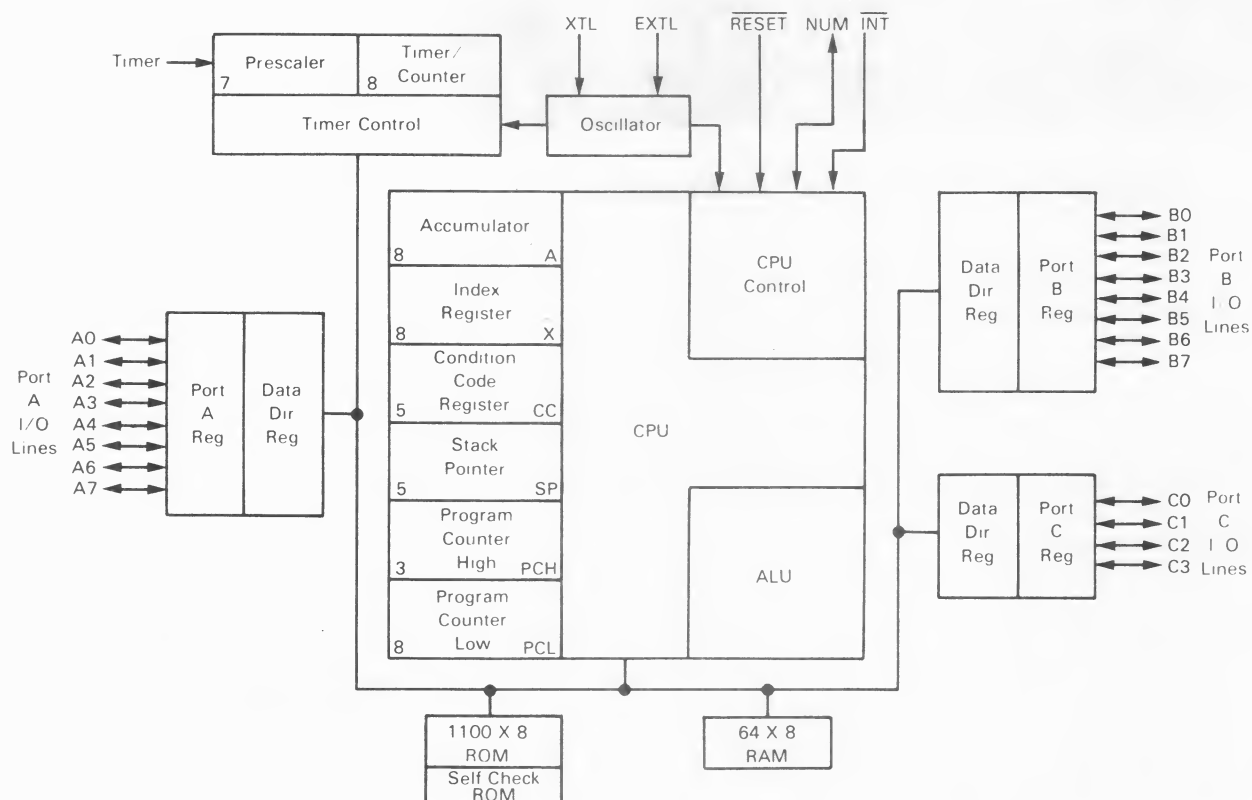 XTL EXTL RESET NUM INT
Timer
Prescaler
7
Timer/
Counter
8
Timer Control
Oscillator
Accumulator
8 A
Index
Register
8 X
Condition
Code
Register
5 CC
Stack
Pointer
5 SP
Program
Counter
High
3 PCH
Program
Counter
Low
8 PCL
CPU
CPU
Control
ALU
Port
A
I/O
Lines
A0
A1
A2
A3
A4
A5
A6
A7
Port
A
Reg
Data
Dir
Reg
Data
Dir
Reg
Port
B
Reg
B0
B1
B2
B3
B4
B5
B6
B7
Port
B
I O
Lines
Data
Dir
Reg
Port
C
Reg
C0
C1
C2
C3
Port
C
I O
Lines
1100 X 8
ROM
Self Check
ROM
64 X 8
RAM